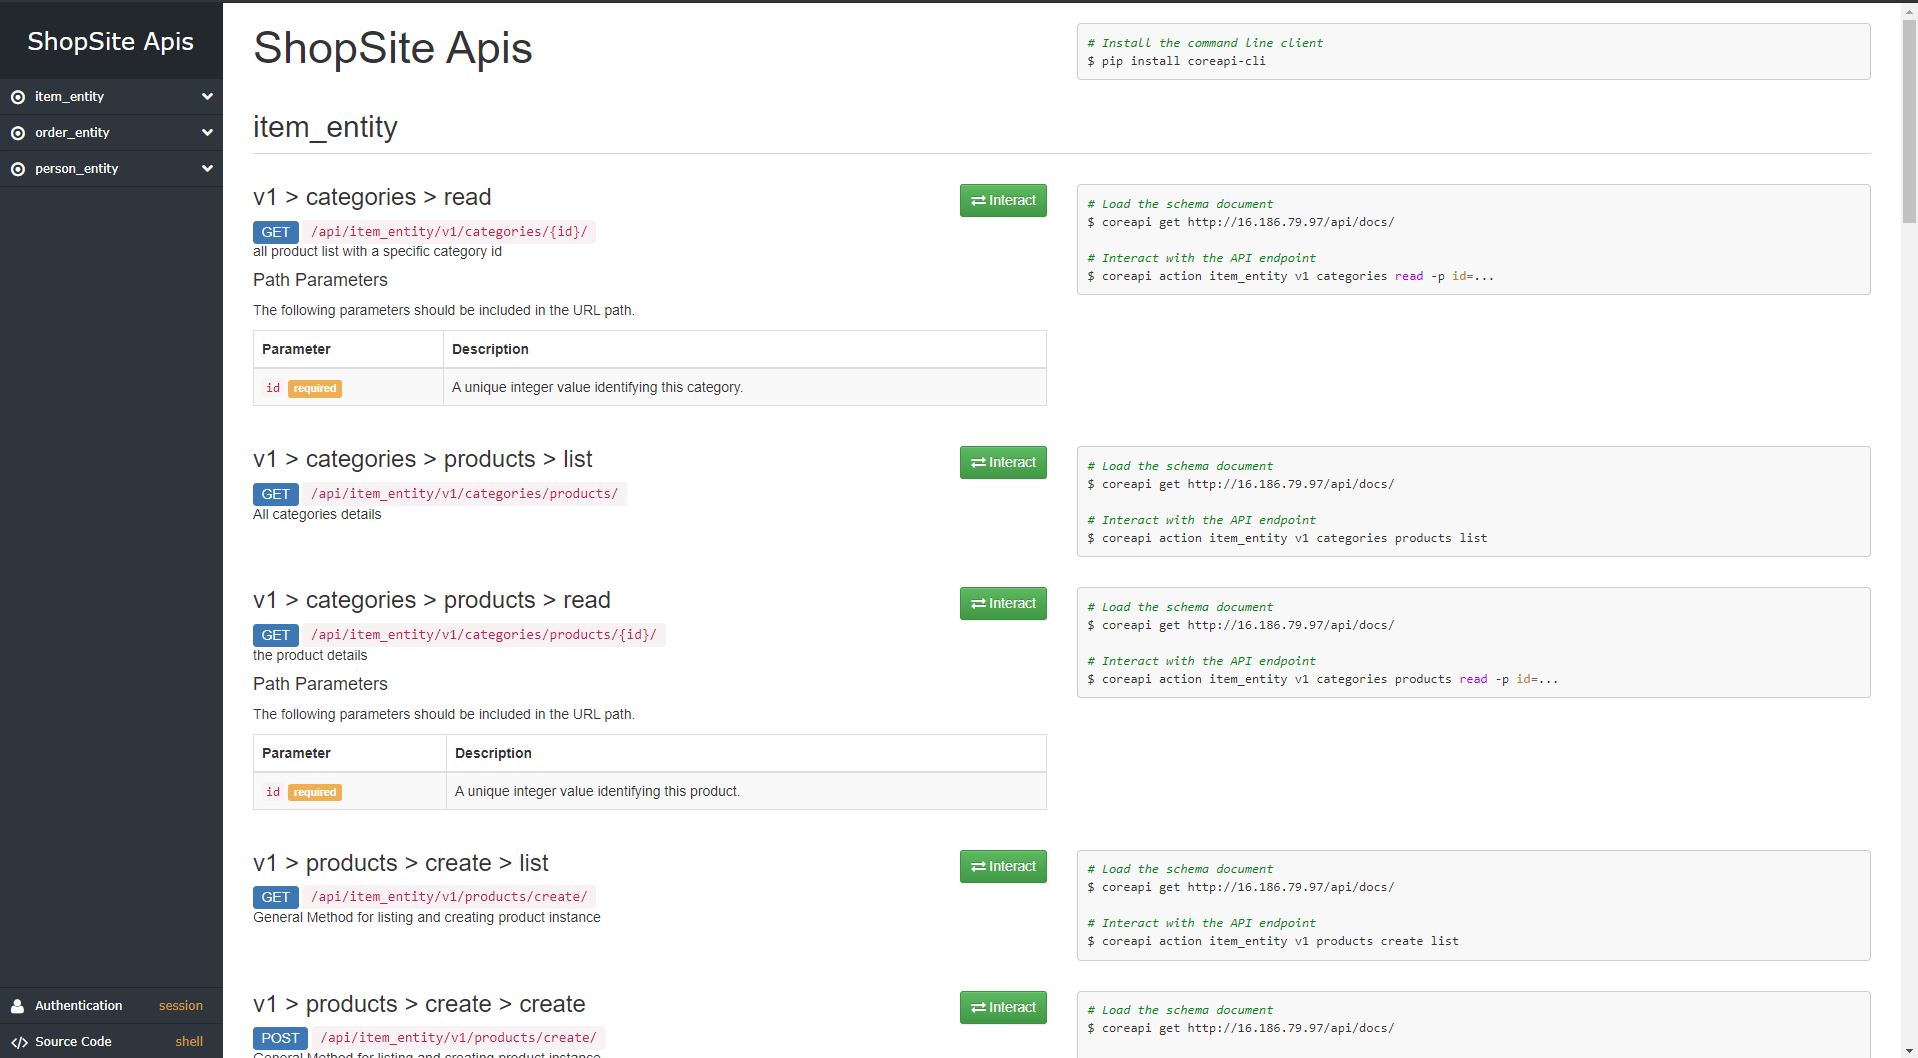 ShopSite Apis
item_entity
order_entity
person_entity
Authentication session
Source Code shell
ShopSite Apis
# Install the command line client
$ pip install coreapi-cli
item_entity
v1 > categories > read
Interact
GET /api/item_entity/v1/categories/{id}/
all product list with a specific category id
Path Parameters
The following parameters should be included in the URL path.
Parameter Description
id required A unique integer value identifying this category.
# Load the schema document
$ coreapi get http://16.186.79.97/api/docs/
# Interact with the API endpoint
$ coreapi action item_entity v1 categories read -p id=...
v1 > categories > products > list
Interact
GET /api/item_entity/v1/categories/products/
All categories details
# Load the schema document
$ coreapi get http://16.186.79.97/api/docs/
# Interact with the API endpoint
$ coreapi action item_entity v1 categories products list
v1 > categories > products > read
Interact
GET /api/item_entity/v1/categories/products/{id}/
the product details
Path Parameters
The following parameters should be included in the URL path.
Parameter Description
id required A unique integer value identifying this product.
# Load the schema document
$ coreapi get http://16.186.79.97/api/docs/
# Interact with the API endpoint
$ coreapi action item_entity v1 categories products read -p id=...
v1 > products > create > list
Interact
GET /api/item_entity/v1/products/create/
General Method for listing and creating product instance
# Load the schema document
$ coreapi get http://16.186.79.97/api/docs/
# Interact with the API endpoint
$ coreapi action item_entity v1 products create list
v1 > products > create > create
Interact
POST /api/item_entity/v1/products/create/
General Method for listing and creating product instance
# Load the schema document
$ coreapi get http://16.186.79.97/api/docs/